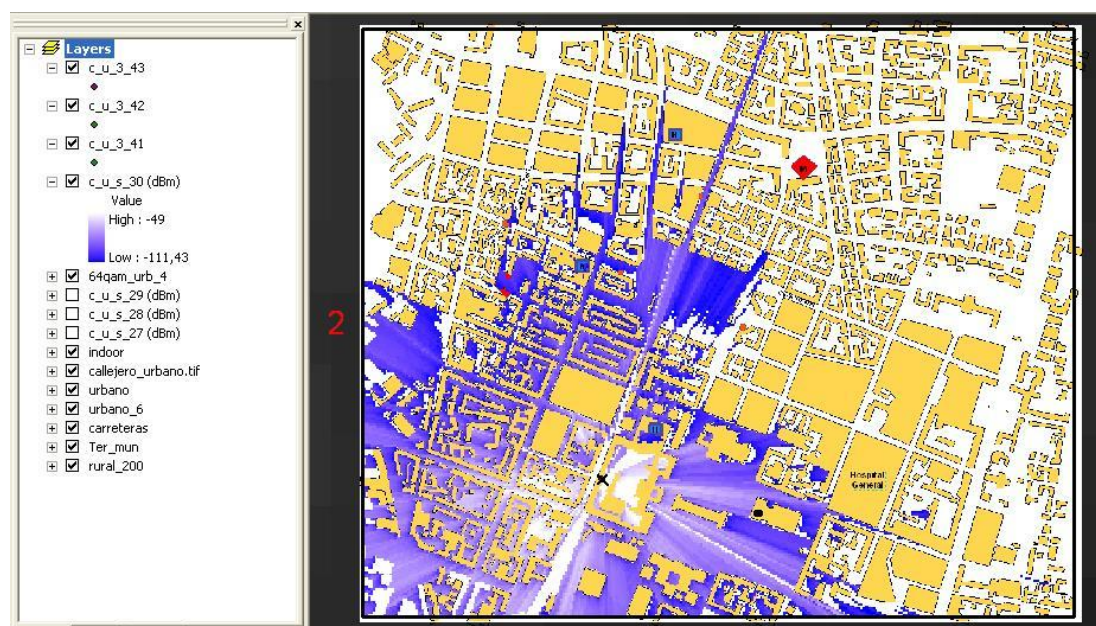 Layers
c_u_3_43
c_u_3_42
c_u_3_41
c_u_s_30 (dBm)
Value
High : -49
Low : -111,43
64qam_urb_4
c_u_s_29 (dBm)
c_u_s_28 (dBm)
c_u_s_27 (dBm)
indoor
callejero_urbano.tif
urbano
urbano_6
carreteras
Ter_mun
rural_200
2
Hospital
General